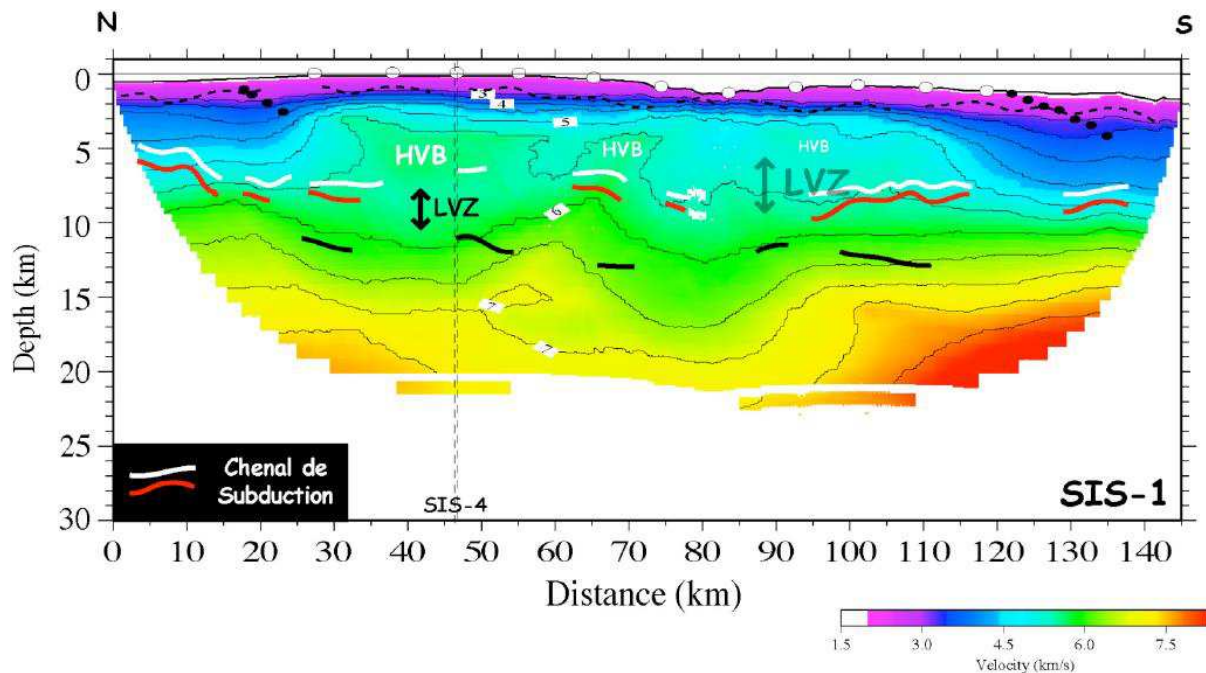 N
S
0
5
10
15
20
25
30
Depth (km)
3
4
5
HVB
HVB
HVB
LVZ
LVZ
6
7
7
Chenal de
Subduction
SIS-4
SIS-1
0 10 20 30 40 50 60 70 80 90 100 110 120 130 140
Distance (km)
1.5 3.0 4.5 6.0 7.5
Velocity (km/s)